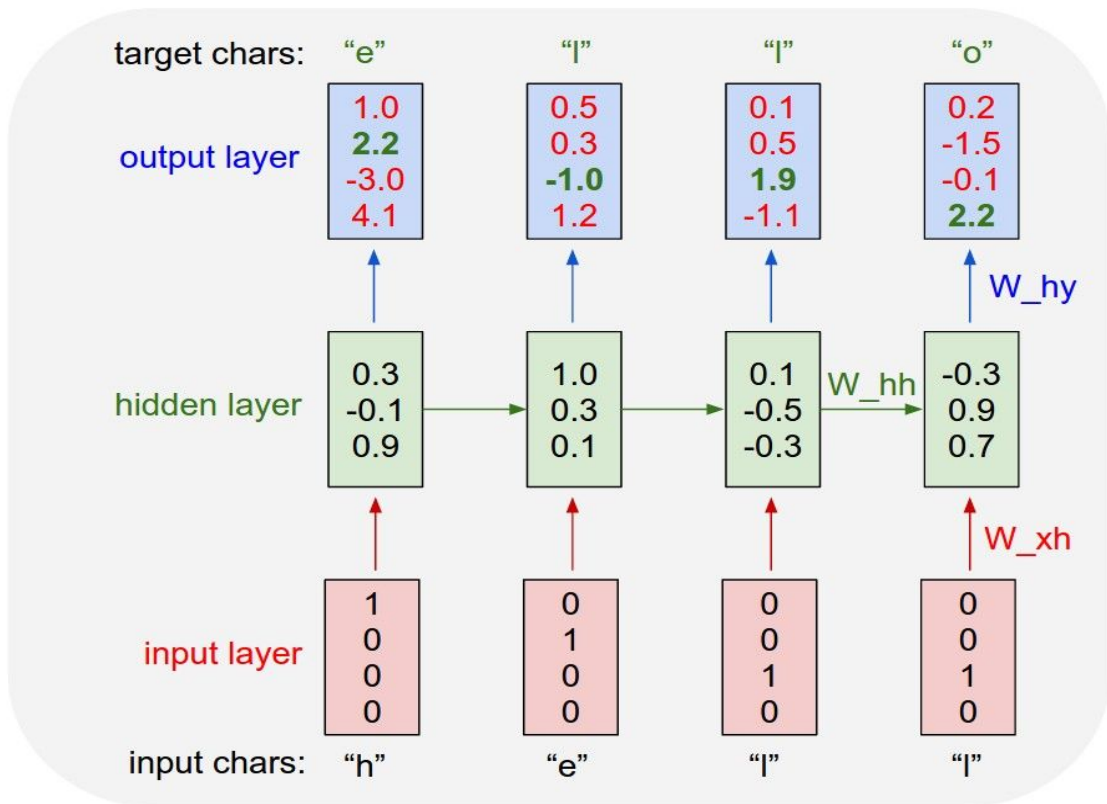 target chars: “e” “l” “l” “o”
output layer
1.0 0.5 0.1 0.2
2.2 0.3 0.5 -1.5
-3.0 -1.0 1.9 -0.1
4.1 1.2 -1.1 2.2
W_hy
hidden layer
0.3 1.0 0.1 -0.3
-0.1 0.3 -0.5 W_hh 0.9
0.9 0.1 -0.3 0.7
W_xh
input layer
1 0 0 0
0 1 0 0
0 0 1 1
0 0 0 0
input chars: “h” “e” “l” “l”